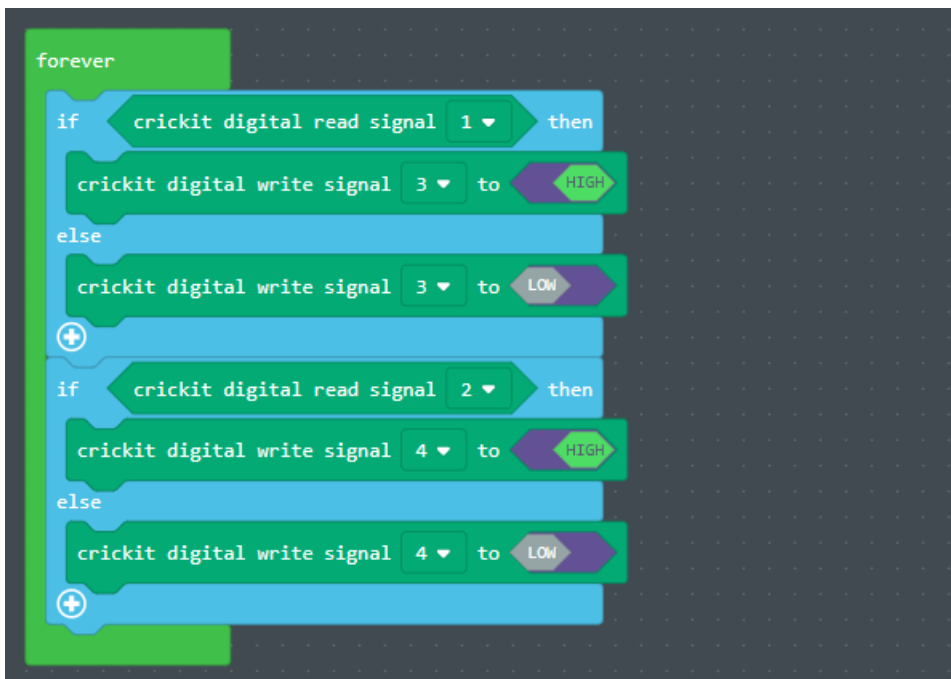 forever
if crickit digital read signal 1 then
crickit digital write signal 3 to HIGH
else
crickit digital write signal 3 to LOW
if crickit digital read signal 2 then
crickit digital write signal 4 to HIGH
else
crickit digital write signal 4 to LOW